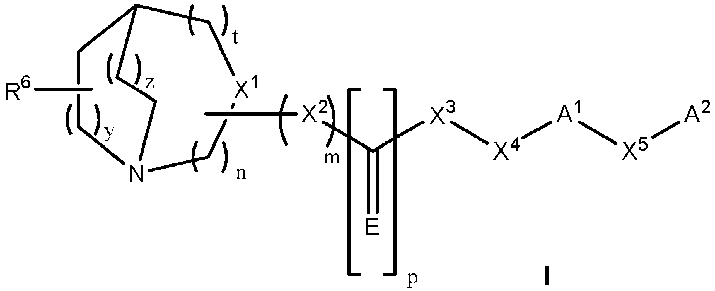 ( ) t
R⁶ ( ) z X¹ ( X² ) m X³ X⁴ A¹ X⁵ A²
( ) y
N ( ) n
E
p
I